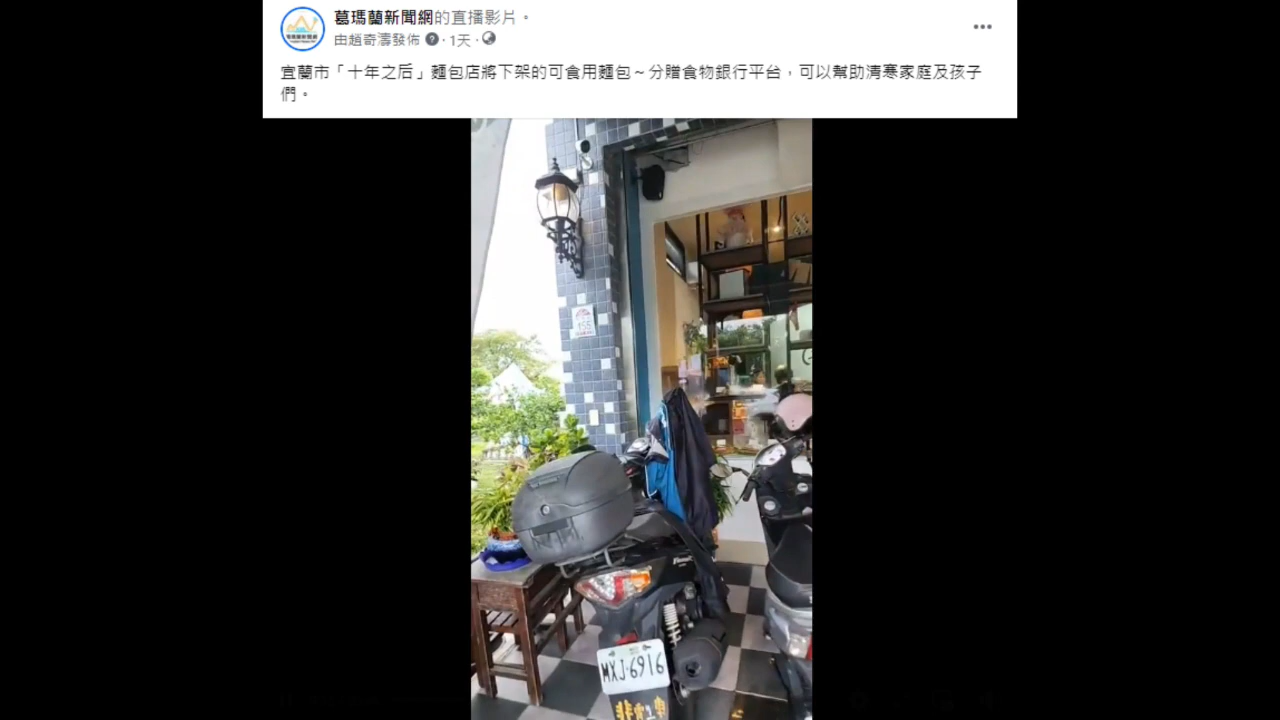 葛瑪蘭新聞網的直播影片。
由趙奇濤發佈 · 1天 ·
宜蘭市「十年之后」麵包店將下架的可食用麵包～分贈食物銀行平台，可以幫助清寒家庭及孩子
們。
155
MXJ-6916